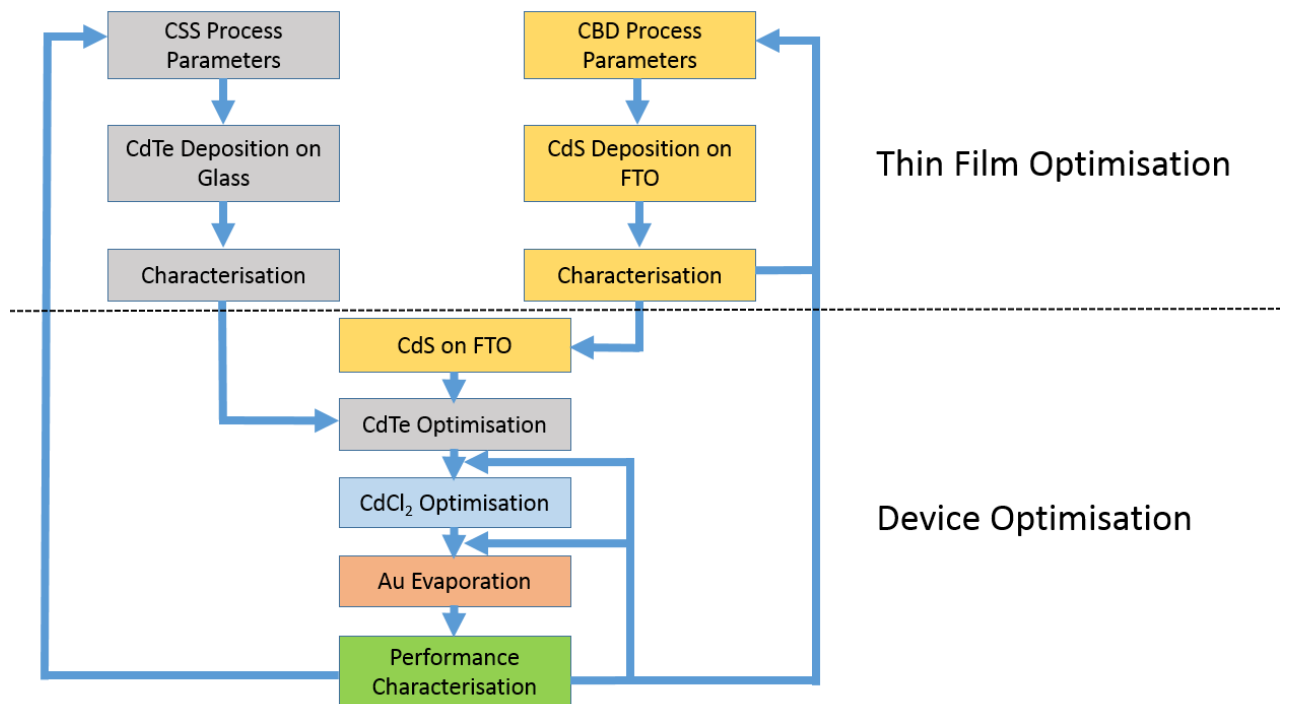 CSS Process
Parameters
CBD Process
Parameters
CdTe Deposition on
Glass
CdS Deposition on
FTO
Thin Film Optimisation
Characterisation
Characterisation
CdS on FTO
CdTe Optimisation
CdCl₂ Optimisation
Device Optimisation
Au Evaporation
Performance
Characterisation